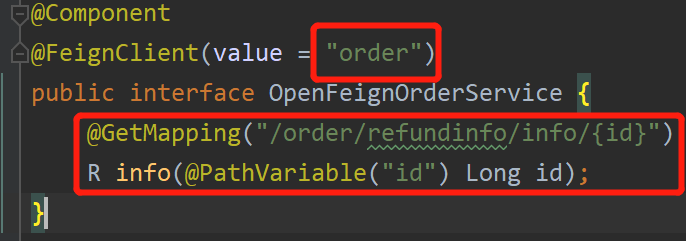 @Component
@FeignClient(value = "order")
public interface OpenFeignOrderService {
@GetMapping("/order/refundinfo/info/{id}")
R info(@PathVariable("id") Long id);
}